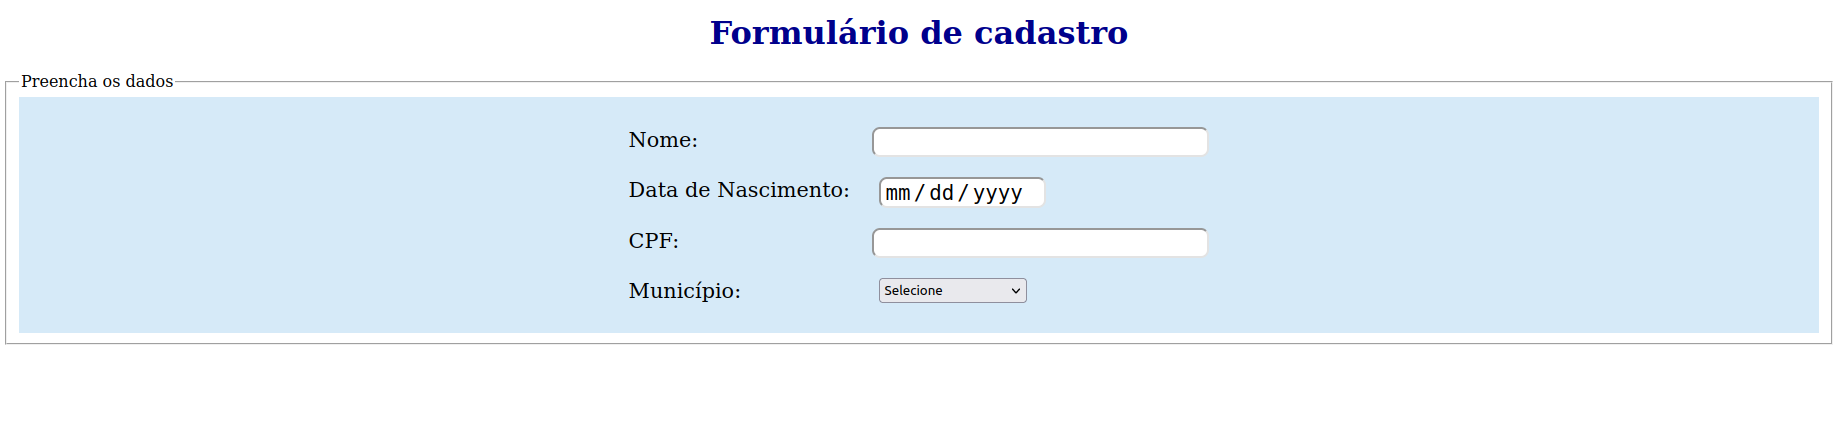 Formulário de cadastro
Preencha os dados
Nome:
Data de Nascimento: mm/dd/yyyy
CPF:
Município: Selecione